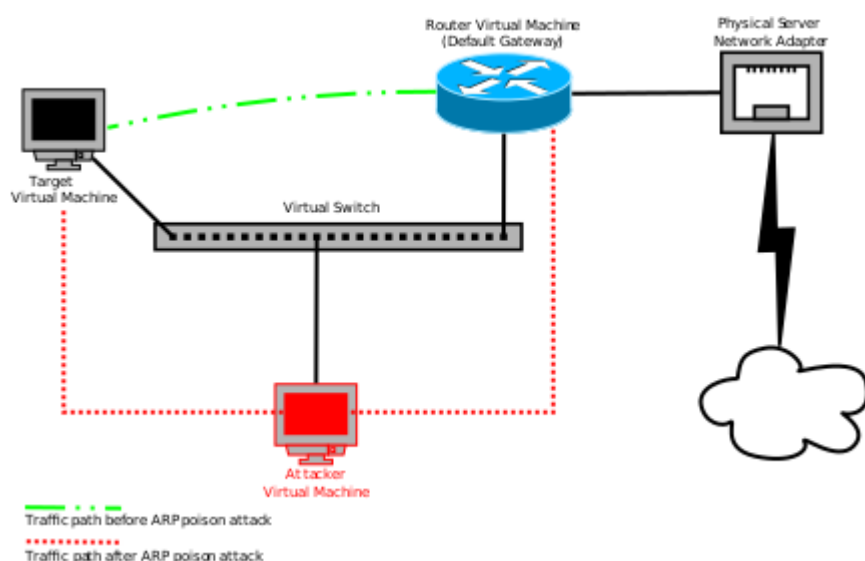 Router Virtual Machine
(Default Gateway)
Physical Server
Network Adapter
Target
Virtual Machine
Virtual Switch
Attacker
Virtual Machine
Traffic path before ARP poison attack
Traffic path after ARP poison attack